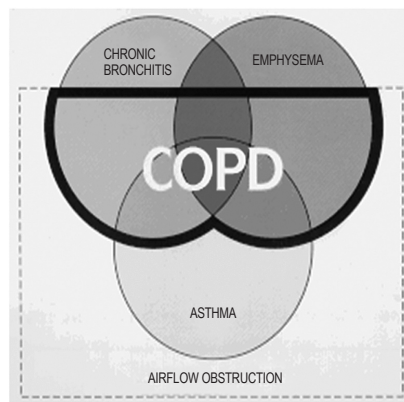 CHRONIC
BRONCHITIS
EMPHYSEMA
COPD
ASTHMA
AIRFLOW OBSTRUCTION